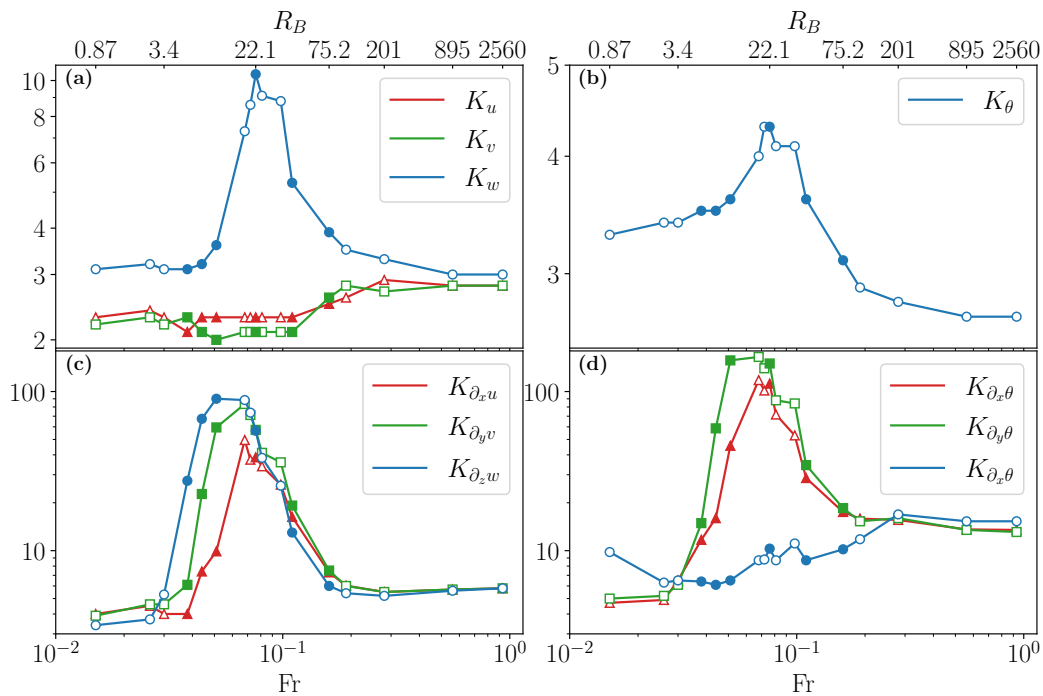 R_B R_B
0.87 3.4 22.1 75.2 201 895 2560 0.87 3.4 22.1 75.2 201 895 2560
(a) (b)
10 8 6 4 3 2
K_u
K_v
K_w
5 4 3
K_θ
(c) (d)
100 10
K_{∂_x u}
K_{∂_y v}
K_{∂_z w}
100 10
K_{∂_x θ}
K_{∂_y θ}
K_{∂_x θ}
10^{-2} 10^{-1} 10^0 10^{-2} 10^{-1} 10^0
Fr Fr